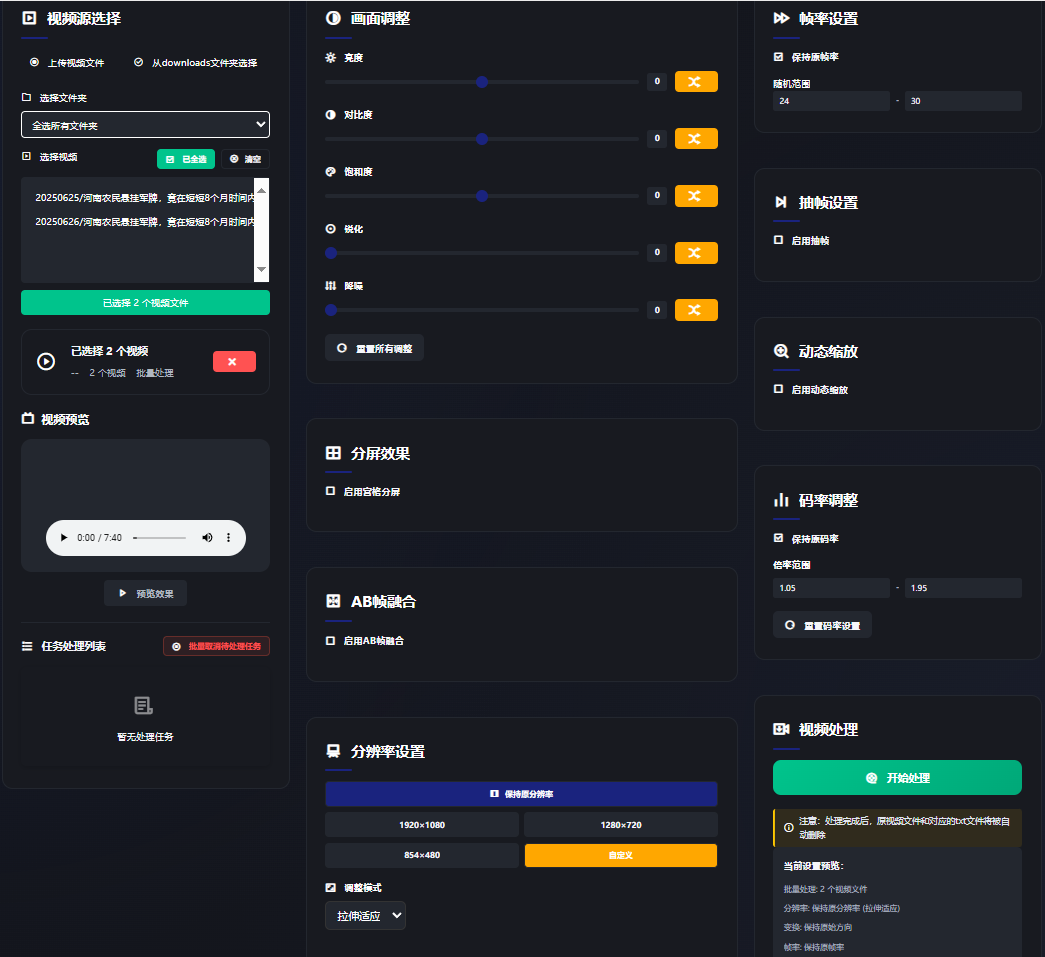 视频源选择
上传视频文件
从downloads文件夹选择
选择文件夹
全选所有文件夹
选择视频
已全选
清空
20250625/河南农民悬挂军牌，竟在短短8个月时间内
20250626/河南农民悬挂军牌，竟在短短8个月时间内
已选择 2 个视频文件
已选择 2 个视频
-- 2 个视频 批量处理
视频预览
0:00 / 7:40
预览效果
任务处理列表
批量取消待处理任务
暂无处理任务
画面调整
亮度
0
对比度
0
饱和度
0
锐化
0
降噪
0
重置所有调整
分屏效果
启用宫格分屏
AB帧融合
启用AB帧融合
分辨率设置
保持原分辨率
1920×1080
1280×720
854×480
自定义
调整模式
拉伸适应
帧率设置
保持原帧率
随机范围
24 - 30
抽帧设置
启用抽帧
动态缩放
启用动态缩放
码率调整
保持原码率
倍率范围
1.05 - 1.95
重置码率设置
视频处理
开始处理
注意：处理完成后，原视频文件和对应的txt文件将被自
动删除
当前设置预览：
批量处理: 2 个视频文件
分辨率: 保持原分辨率 (拉伸适应)
变换: 保持原始方向
帧率: 保持原帧率